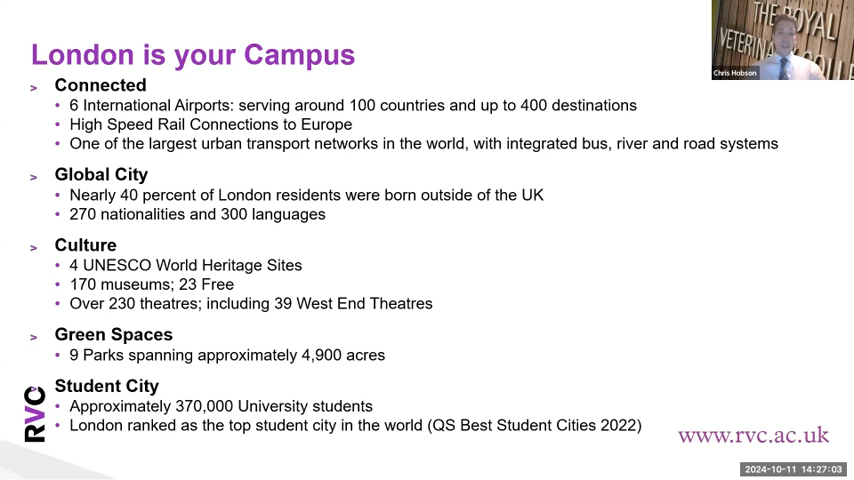 THE ROYAL
VETERINARY COLLE
Chris Hobson
London is your Campus
> Connected
• 6 International Airports: serving around 100 countries and up to 400 destinations
• High Speed Rail Connections to Europe
• One of the largest urban transport networks in the world, with integrated bus, river and road systems
> Global City
• Nearly 40 percent of London residents were born outside of the UK
• 270 nationalities and 300 languages
> Culture
• 4 UNESCO World Heritage Sites
• 170 museums; 23 Free
• Over 230 theatres; including 39 West End Theatres
> Green Spaces
• 9 Parks spanning approximately 4,900 acres
> Student City
• Approximately 370,000 University students
• London ranked as the top student city in the world (QS Best Student Cities 2022)
RVC
www.rvc.ac.uk
2024-10-11 14:27:03